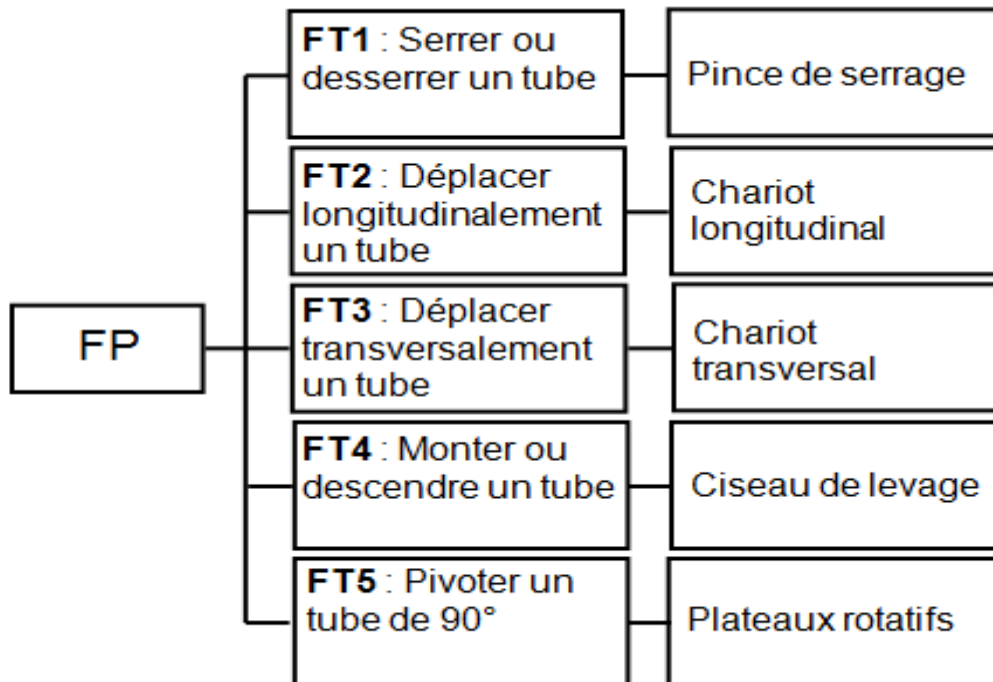 FT1 : Serrer ou
desserrer un tube
Pince de serrage
FT2 : Déplacer
longitudinalement
un tube
Chariot
longitudinal
FP
FT3 : Déplacer
transversalement
un tube
Chariot
transversal
FT4 : Monter ou
descendre un tube
Ciseau de levage
FT5 : Pivoter un
tube de 90°
Plateaux rotatifs